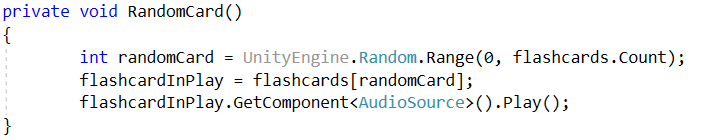 private void RandomCard()
{
int randomCard = UnityEngine.Random.Range(0, flashcards.Count);
flashcardInPlay = flashcards[randomCard];
flashcardInPlay.GetComponent<AudioSource>().Play();
}